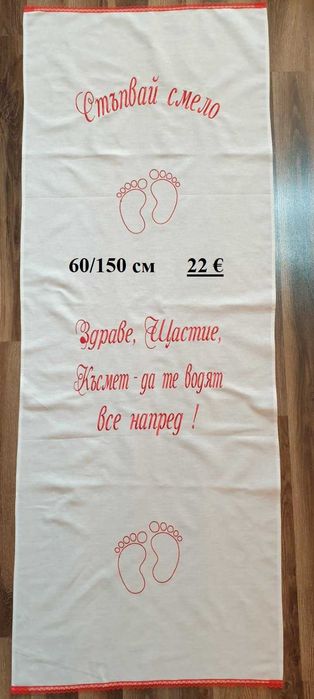 Стъпвай смело
60/150 см 22 €
Здраве, Щастие,
Късмет - да те водят
все напред !